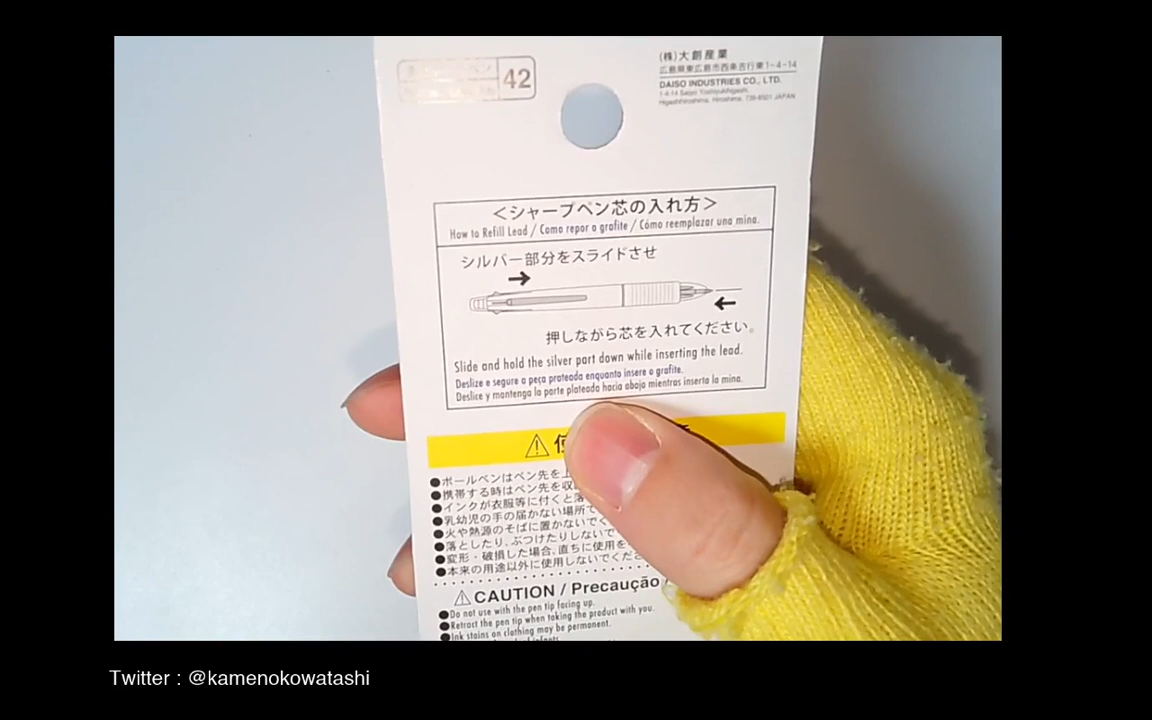 42
(株)大創産業
広島県東広島市西条吉行東1-4-14
DAISO INDUSTRIES CO., LTD.
1-4-14 Saijo Yoshiyukihigashi,
Higashihiroshima, Hiroshima, 739-8501 JAPAN
＜シャープペン芯の入れ方＞
How to Refill Lead / Como repor o grafite / Cómo reemplazar una mina.
シルバー部分をスライドさせ
押しながら芯を入れてください。
Slide and hold the silver part down while inserting the lead.
Deslize e segure a peça prateada enquanto insere o grafite.
Deslice y mantenga la parte plateada hacia abajo mientras inserta la mina.
●ボールペンはペン先を上
●携帯する時はペン先を収
●インクが衣服等に付くと落
●乳幼児の手の届かない場所で
●火や熱源のそばに置かないでく
●落としたり、ぶつけたりしないで
●変形・破損した場合、直ちに使用を
●本来の用途以外に使用しないでくださ
⚠CAUTION / Precaução /
●Do not use with the pen tip facing up.
●Retract the pen tip when taking the product with you.
●Ink stains on clothing may be permanent.
Twitter : @kamenokowatashi